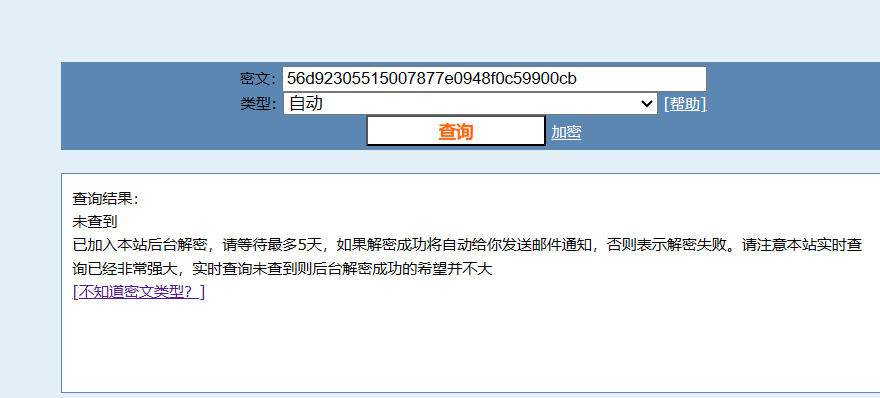 密文: 56d92305515007877e0948f0c59900cb
类型: 自动 [帮助]
查询 加密
查询结果:
未查到
已加入本站后台解密，请等待最多5天，如果解密成功将自动给你发送邮件通知，否则表示解密失败。请注意本站实时查
询已经非常强大，实时查询未查到则后台解密成功的希望并不大
[不知道密文类型？]